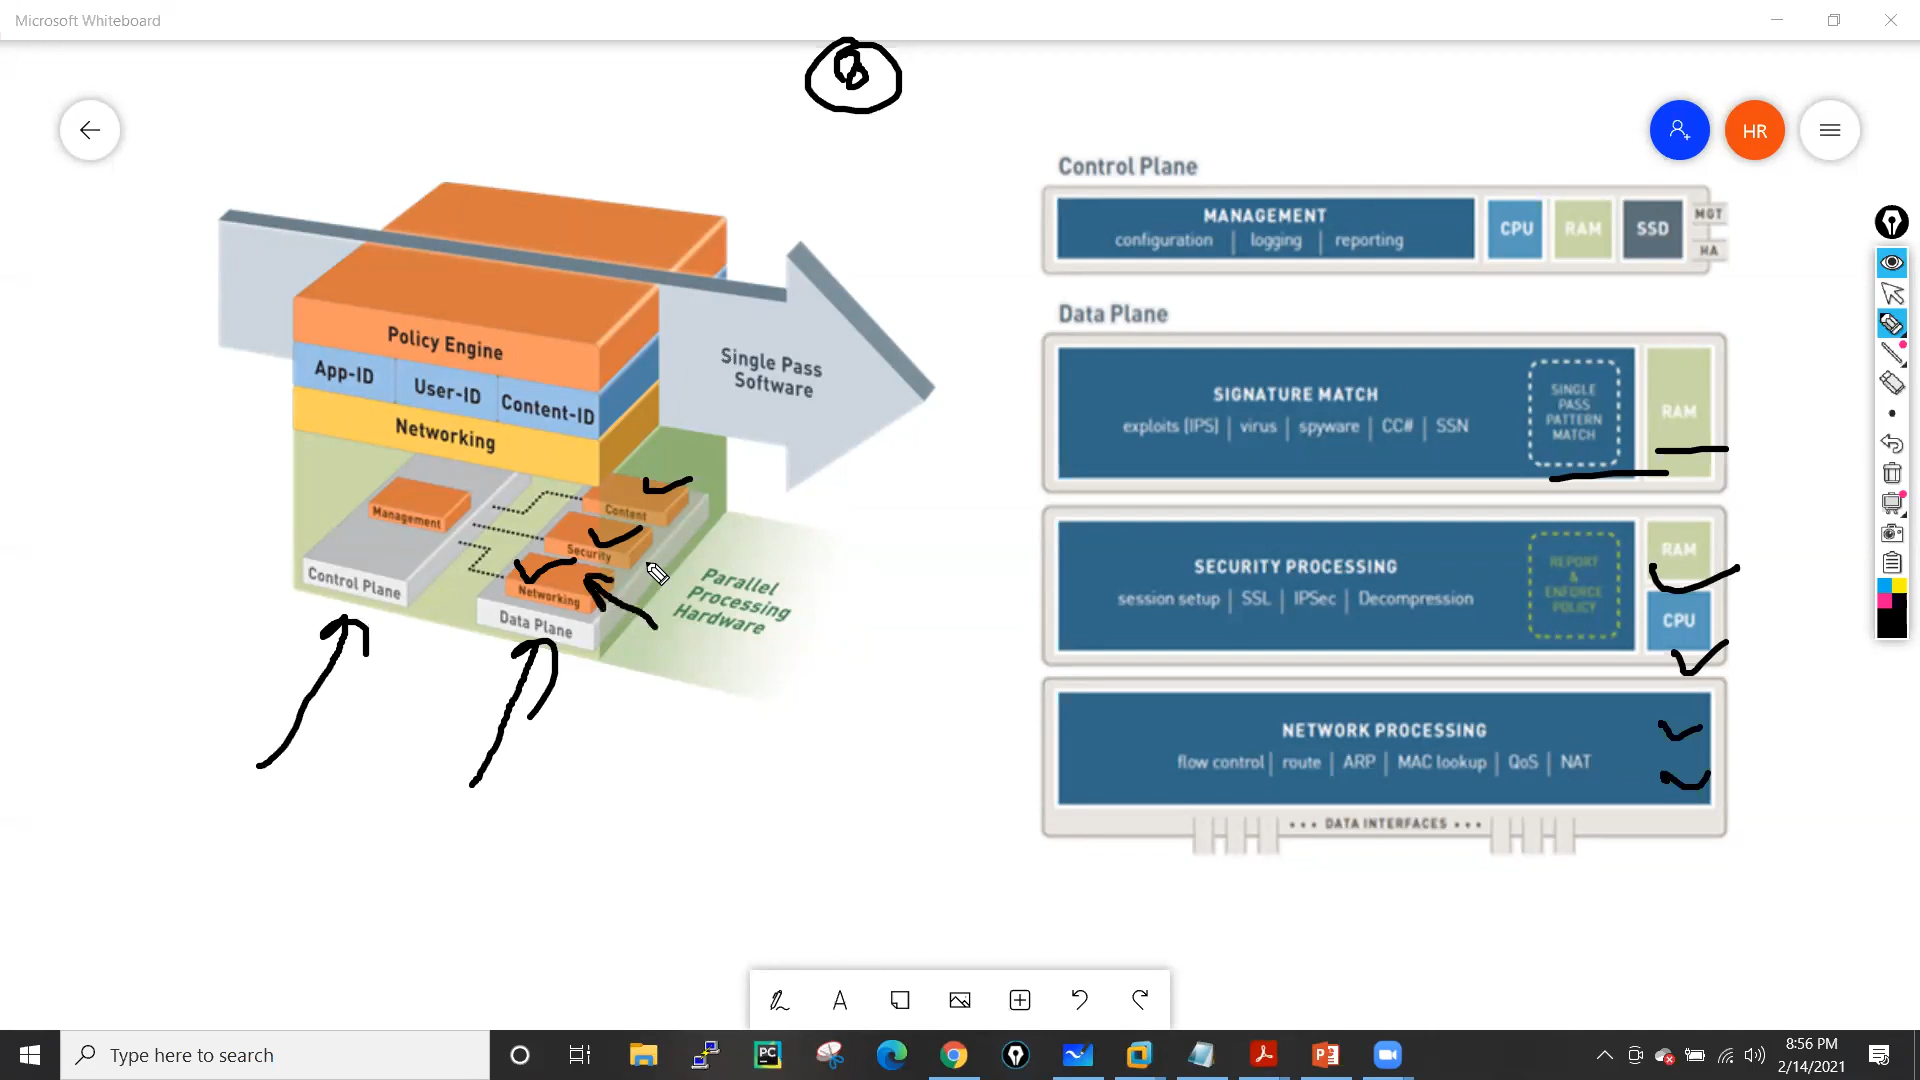 Microsoft Whiteboard
HR
Policy Engine
App-ID
User-ID
Content-ID
Networking
Single Pass
Software
Management
Content
Security
Networking
Control Plane
Data Plane
Parallel
Processing
Hardware
Control Plane
MANAGEMENT
configuration | logging | reporting
CPU
RAM
SSD
MGT
HA
Data Plane
SIGNATURE MATCH
exploits (IPS) | virus | spyware | CC# | SSN
SINGLE
PASS
PATTERN
MATCH
RAM
SECURITY PROCESSING
session setup | SSL | IPSec | Decompression
REPORT
&
ENFORCE
POLICY
RAM
CPU
NETWORK PROCESSING
flow control | route | ARP | MAC lookup | QoS | NAT
••• DATA INTERFACES •••
Type here to search
PC
8:56 PM
2/14/2021